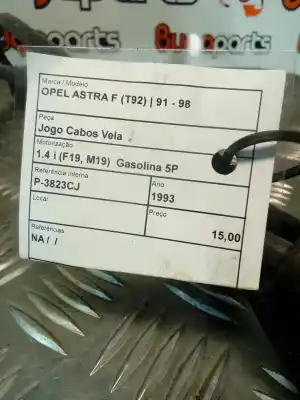 Bugaparts
Marca / Modelo
OPEL ASTRA F (T92) | 91 - 98
Peça
Jogo Cabos Vela
Motorização
1.4 i (F19, M19) Gasolina 5P
Referência Interna
P-3823CJ
Ano
1993
Local
Preço
15,00
Referências
NA / /